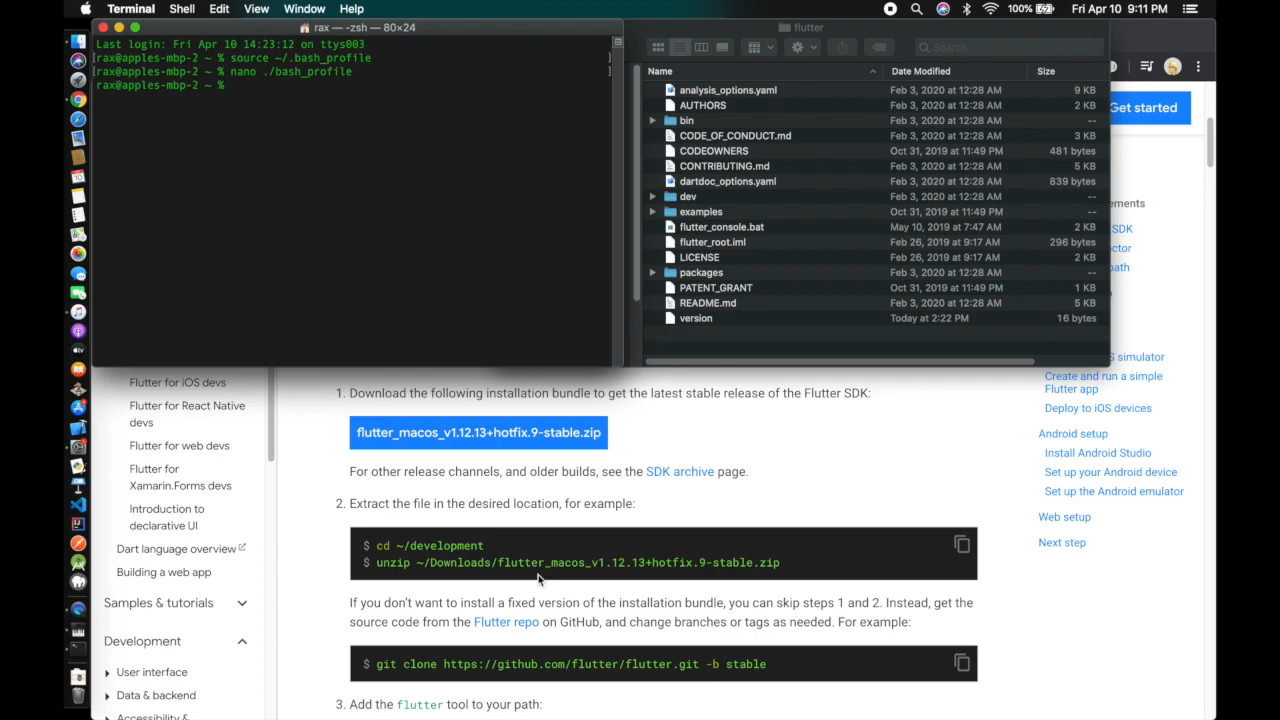 Terminal Shell Edit View Window Help
100% Fri Apr 10 9:11 PM
rax — -zsh — 80×24
Last login: Fri Apr 10 14:23:12 on ttys003
[rax@apples-mbp-2 ~ % source ~/.bash_profile ]
[rax@apples-mbp-2 ~ % nano ./bash_profile ]
rax@apples-mbp-2 ~ %
flutter
Search
Name Date Modified Size
analysis_options.yaml Feb 3, 2020 at 12:28 AM 9 KB
AUTHORS Feb 3, 2020 at 12:28 AM 2 KB
bin Feb 3, 2020 at 12:28 AM --
CODE_OF_CONDUCT.md Feb 3, 2020 at 12:28 AM 3 KB
CODEOWNERS Oct 31, 2019 at 11:49 PM 481 bytes
CONTRIBUTING.md Feb 3, 2020 at 12:28 AM 5 KB
dartdoc_options.yaml Feb 3, 2020 at 12:28 AM 839 bytes
dev Feb 3, 2020 at 12:28 AM --
examples Oct 31, 2019 at 11:49 PM --
flutter_console.bat May 10, 2019 at 7:47 AM 2 KB
flutter_root.iml Feb 26, 2019 at 9:17 AM 296 bytes
LICENSE Feb 26, 2019 at 9:17 AM 2 KB
packages Feb 3, 2020 at 12:28 AM --
PATENT_GRANT Oct 31, 2019 at 11:49 PM 1 KB
README.md Feb 3, 2020 at 12:28 AM 5 KB
version Today at 2:22 PM 16 bytes
Get started
ements
SDK
ctor
ath
S simulator
Create and run a simple
Flutter app
Deploy to iOS devices
Android setup
Install Android Studio
Set up your Android device
Set up the Android emulator
Web setup
Next step
Flutter for iOS devs
Flutter for React Native
devs
Flutter for web devs
Flutter for
Xamarin.Forms devs
Introduction to
declarative UI
Dart language overview
Building a web app
Samples & tutorials
Development
User interface
Data & backend
Accessibility &
1. Download the following installation bundle to get the latest stable release of the Flutter SDK:
flutter_macos_v1.12.13+hotfix.9-stable.zip
For other release channels, and older builds, see the SDK archive page.
2. Extract the file in the desired location, for example:
$ cd ~/development
$ unzip ~/Downloads/flutter_macos_v1.12.13+hotfix.9-stable.zip
If you don't want to install a fixed version of the installation bundle, you can skip steps 1 and 2. Instead, get the
source code from the Flutter repo on GitHub, and change branches or tags as needed. For example:
$ git clone https://github.com/flutter/flutter.git -b stable
3. Add the flutter tool to your path: